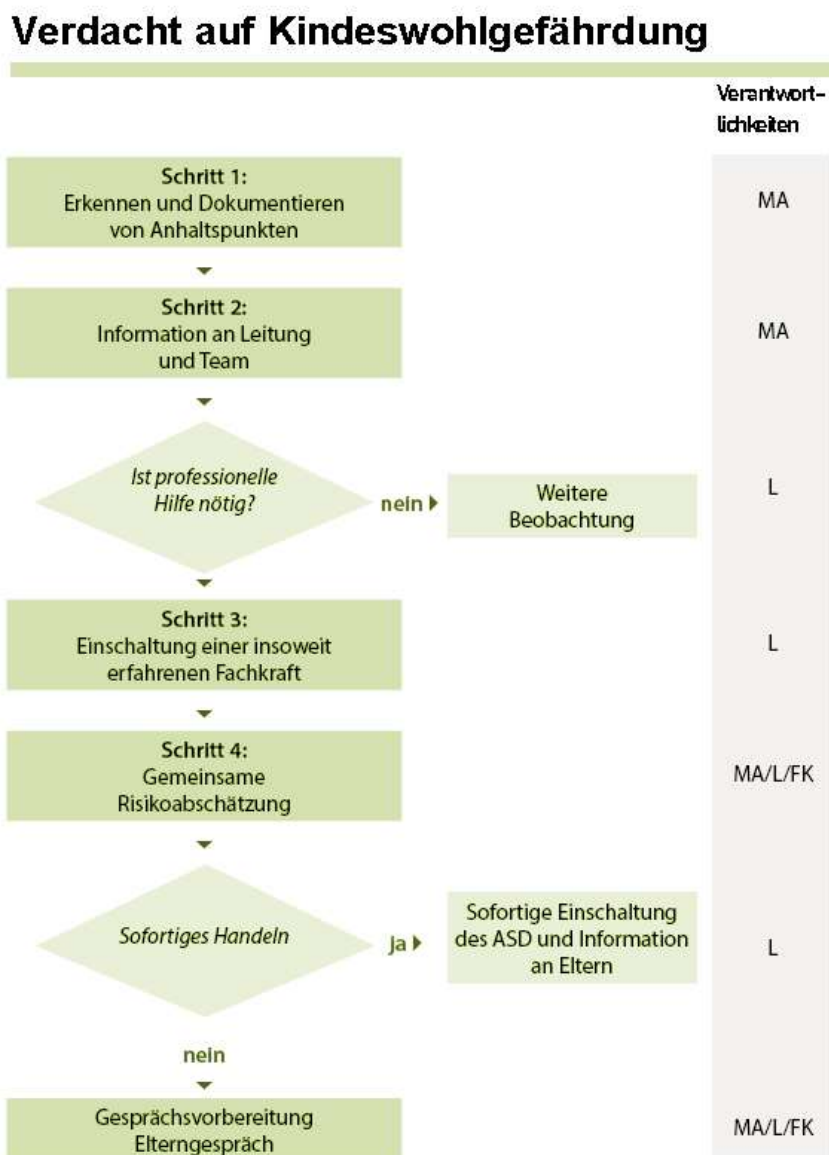 Verdacht auf Kindeswohlgefährdung
Verantwort-
lichkeiten
Schritt 1:
Erkennen und Dokumentieren
von Anhaltspunkten
MA
Schritt 2:
Information an Leitung
und Team
MA
Ist professionelle
Hilfe nötig?
nein
Weitere
Beobachtung
L
Schritt 3:
Einschaltung einer insoweit
erfahrenen Fachkraft
L
Schritt 4:
Gemeinsame
Risikoabschätzung
MA/L/FK
Sofortiges Handeln
Ja
Sofortige Einschaltung
des ASD und Information
an Eltern
L
nein
Gesprächsvorbereitung
Elterngespräch
MA/L/FK